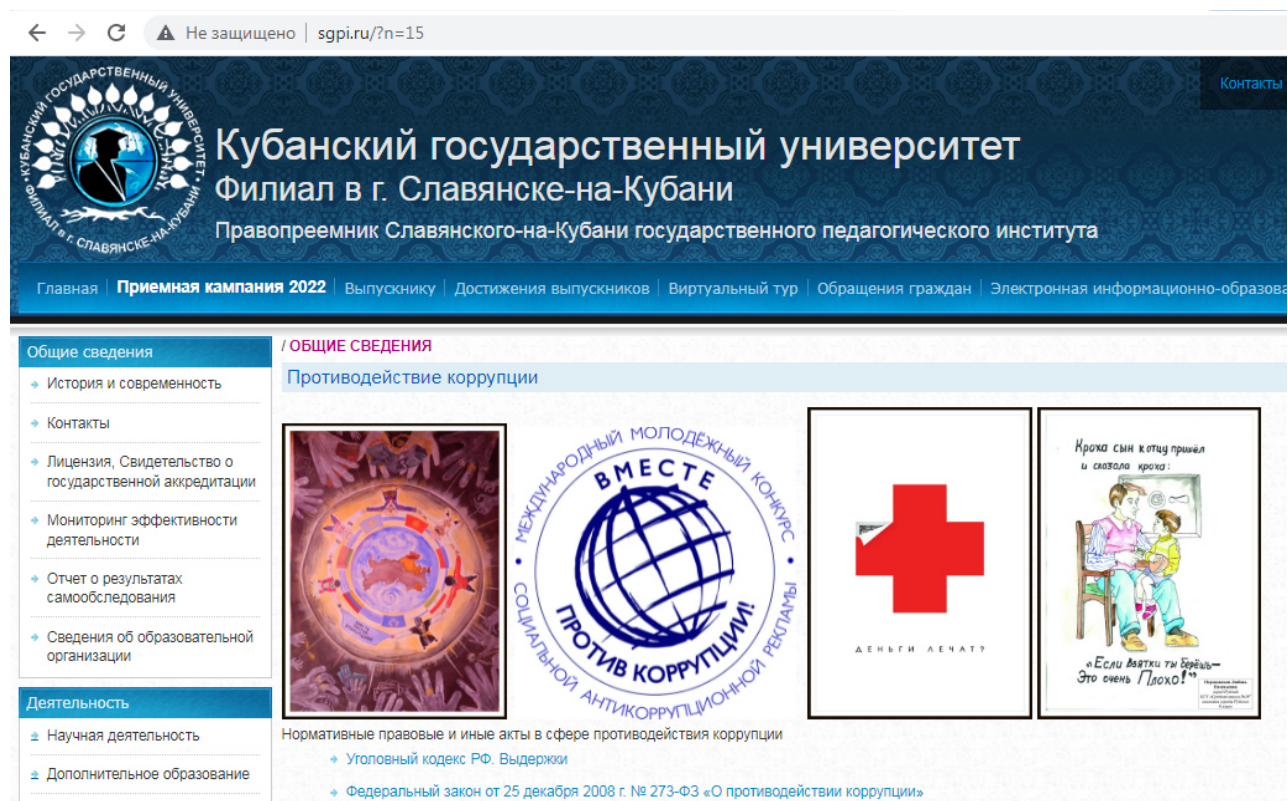 Не защищено | sgpi.ru/?n=15
Контакты
КУБАНСКИЙ ГОСУДАРСТВЕННЫЙ УНИВЕРСИТЕТ
ФИЛИАЛ в г. СЛАВЯНСКЕ-НА-КУБАНИ
Кубанский государственный университет
Филиал в г. Славянске-на-Кубани
Правопреемник Славянского-на-Кубани государственного педагогического института
Главная | Приемная кампания 2022 | Выпускнику | Достижения выпускников | Виртуальный тур | Обращения граждан | Электронная информационно-образова
Общие сведения
История и современность
Контакты
Лицензия, Свидетельство о
государственной аккредитации
Мониторинг эффективности
деятельности
Отчет о результатах
самообследования
Сведения об образовательной
организации
Деятельность
Научная деятельность
Дополнительное образование
/ ОБЩИЕ СВЕДЕНИЯ
Противодействие коррупции
МЕЖДУНАРОДНЫЙ МОЛОДЁЖНЫЙ КОНКУРС
ВМЕСТЕ
ПРОТИВ КОРРУПЦИИ!
СОЦИАЛЬНОЙ АНТИКОРРУПЦИОННОЙ РЕКЛАМЫ
ДЕНЬГИ ЛЕЧАТ?
Кроха сын к отцу пришёл
и сказала кроха:
«Если взятки ты берёшь—
Это очень Плохо!»
Нормативные правовые и иные акты в сфере противодействия коррупции
Уголовный кодекс РФ. Выдержки
Федеральный закон от 25 декабря 2008 г. № 273-ФЗ «О противодействии коррупции»